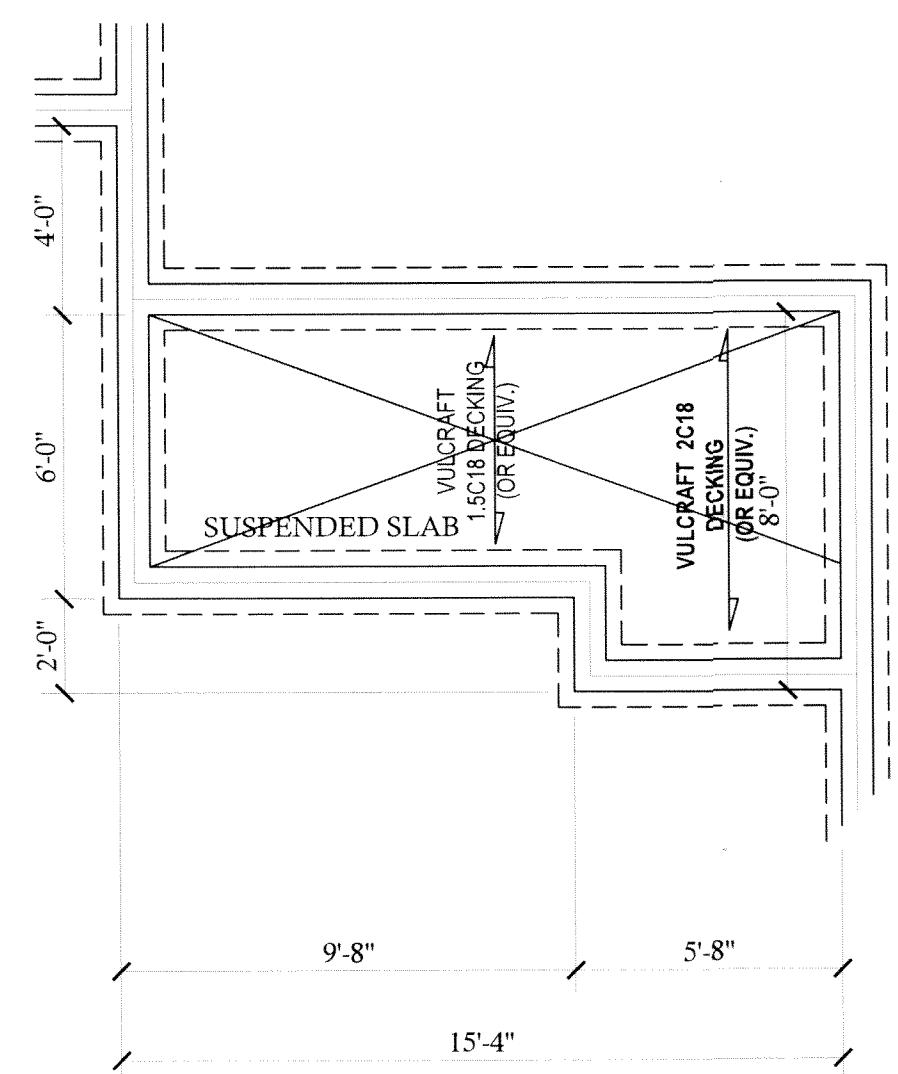 4'-0"
6'-0"
2'-0"
VULCRAFT
1.5C18 DECKING
(OR EQUIV.)
VULCRAFT 2C18
DECKING
(OR EQUIV.)
8'-0"
SUSPENDED SLAB
9'-8"
5'-8"
15'-4"